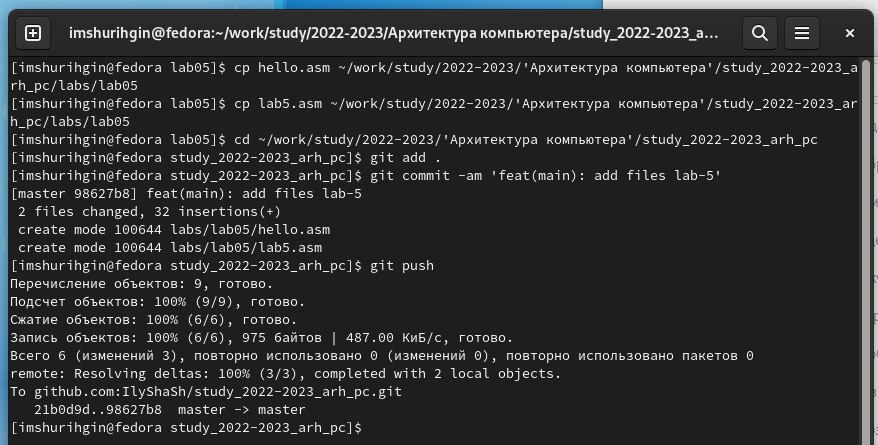 imshurihgin@fedora:~/work/study/2022-2023/Архитектура компьютера/study_2022-2023_a...
[imshurihgin@fedora lab05]$ cp hello.asm ~/work/study/2022-2023/'Архитектура компьютера'/study_2022-2023_a
rh_pc/labs/lab05
[imshurihgin@fedora lab05]$ cp lab5.asm ~/work/study/2022-2023/'Архитектура компьютера'/study_2022-2023_ar
h_pc/labs/lab05
[imshurihgin@fedora lab05]$ cd ~/work/study/2022-2023/'Архитектура компьютера'/study_2022-2023_arh_pc
[imshurihgin@fedora study_2022-2023_arh_pc]$ git add .
[imshurihgin@fedora study_2022-2023_arh_pc]$ git commit -am 'feat(main): add files lab-5'
[master 98627b8] feat(main): add files lab-5
 2 files changed, 32 insertions(+)
 create mode 100644 labs/lab05/hello.asm
 create mode 100644 labs/lab05/lab5.asm
[imshurihgin@fedora study_2022-2023_arh_pc]$ git push
Перечисление объектов: 9, готово.
Подсчет объектов: 100% (9/9), готово.
Сжатие объектов: 100% (6/6), готово.
Запись объектов: 100% (6/6), 975 байтов | 487.00 КиБ/с, готово.
Всего 6 (изменений 3), повторно использовано 0 (изменений 0), повторно использовано пакетов 0
remote: Resolving deltas: 100% (3/3), completed with 2 local objects.
To github.com:IlyShaSh/study_2022-2023_arh_pc.git
   21b0d9d..98627b8  master -> master
[imshurihgin@fedora study_2022-2023_arh_pc]$